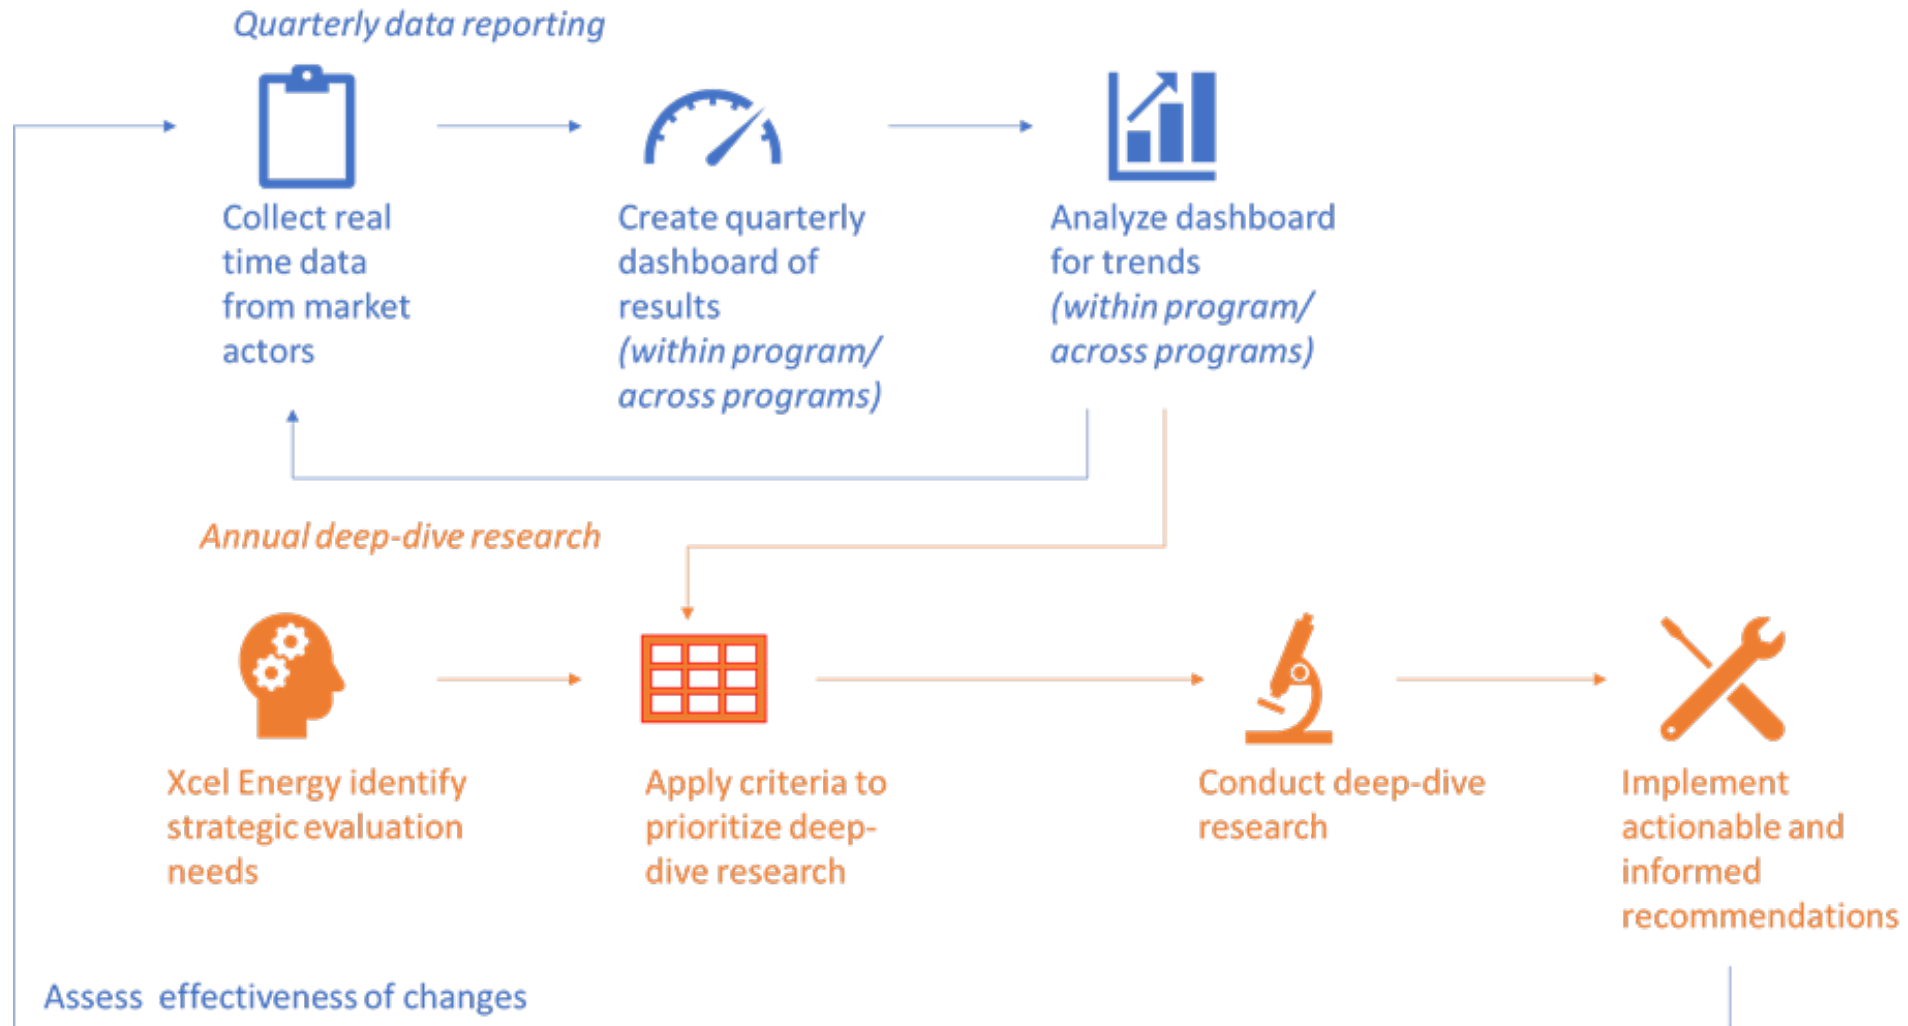 Quarterly data reporting
Collect real
time data
from market
actors
Create quarterly
dashboard of
results
(within program/
across programs)
Analyze dashboard
for trends
(within program/
across programs)
Annual deep-dive research
Xcel Energy identify
strategic evaluation
needs
Apply criteria to
prioritize deep-
dive research
Conduct deep-dive
research
Implement
actionable and
informed
recommendations
Assess effectiveness of changes